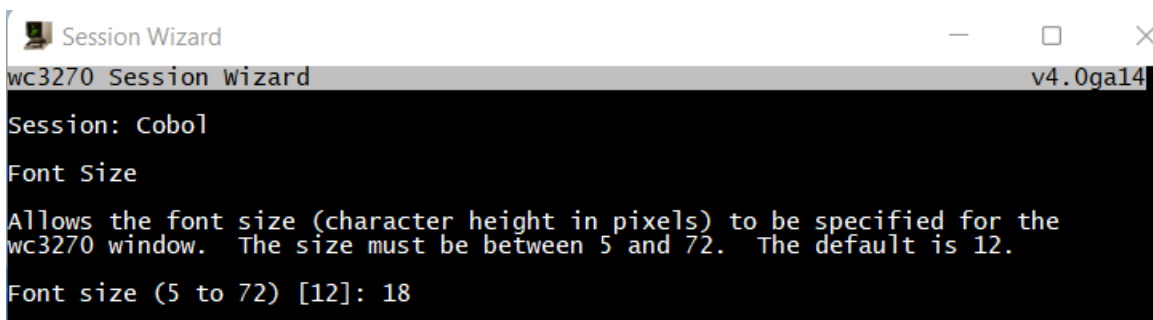 Session Wizard
wc3270 Session Wizard v4.0ga14
Session: Cobol
Font Size
Allows the font size (character height in pixels) to be specified for the
wc3270 window.  The size must be between 5 and 72.  The default is 12.
Font size (5 to 72) [12]: 18